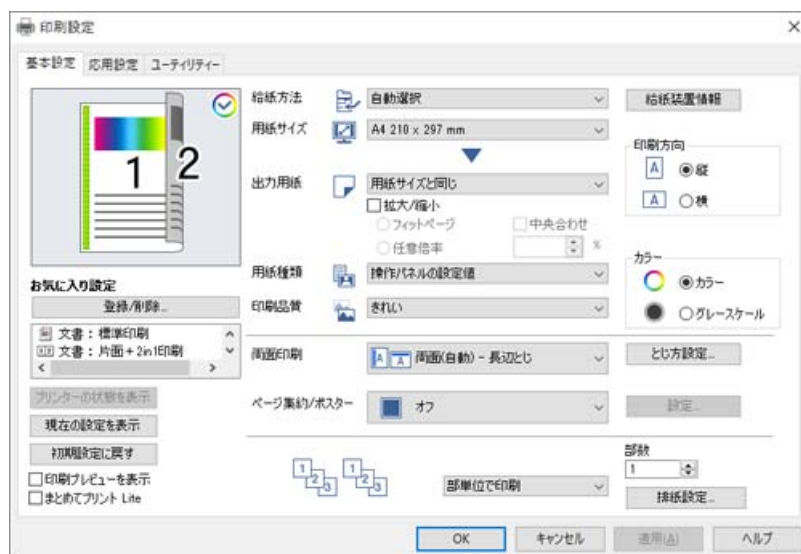 印刷設定
基本設定 応用設定 ユーティリティー
1 2
お気に入り設定
登録/削除...
文書：標準印刷
文書：片面＋2in1印刷
プリンターの状態を表示
現在の設定を表示
初期設定に戻す
印刷プレビューを表示
まとめてプリント Lite
給紙方法 自動選択 給紙装置情報
用紙サイズ A4 210 x 297 mm
出力用紙 用紙サイズと同じ
拡大/縮小
フィットページ 中央合わせ
任意倍率 %
用紙種類 操作パネルの設定値
印刷品質 きれい
印刷方向
A 縦
A 横
カラー
カラー
グレースケール
両面印刷 A A 両面(自動) - 長辺とじ とじ方設定...
ページ集約/ポスター オフ 設定...
1 2 3 1 2 3 部単位で印刷
部数
1
排紙設定...
OK キャンセル 適用(A) ヘルプ